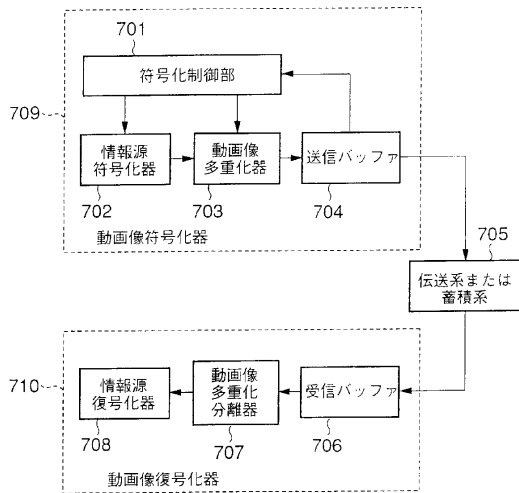 701
符号化制御部
709
情報源
符号化器
動画像
多重化器
送信バッファ
702
703
704
動画像符号化器
705
伝送系または
蓄積系
710
情報源
復号化器
動画像
多重化
分離器
受信バッファ
708
707
706
動画像復号化器